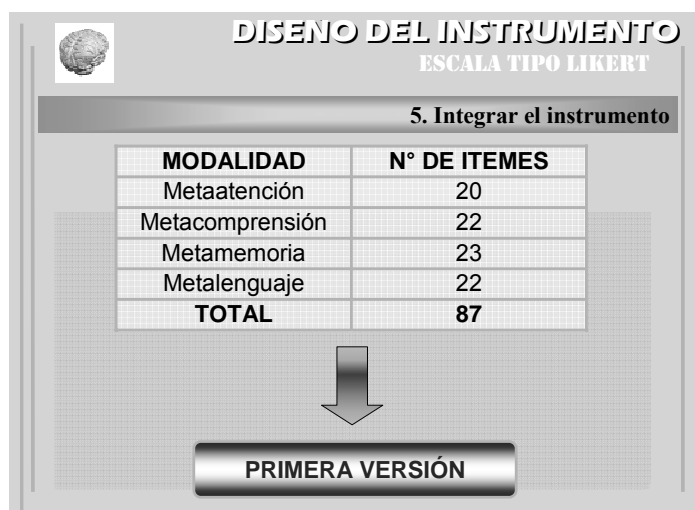 DISENO DEL INSTRUMENTO
ESCALA TIPO LIKERT
5. Integrar el instrumento
MODALIDAD N° DE ITEMES
Metaatención 20
Metacomprensión 22
Metamemoria 23
Metalenguaje 22
TOTAL 87
PRIMERA VERSIÓN